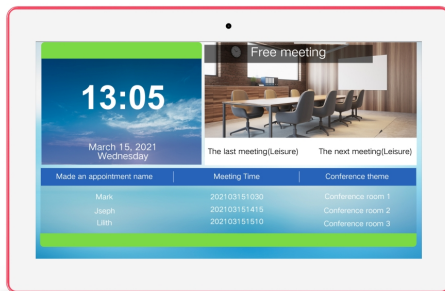 Free meeting
13:05
March 15, 2021
Wednesday
The last meeting(Leisure) The next meeting(Leisure)
Made an appointment name Meeting Time Conference theme
Mark 202103151030 Conference room 1
Jseph 202103151415 Conference room 2
Lilith 202103151510 Conference room 3